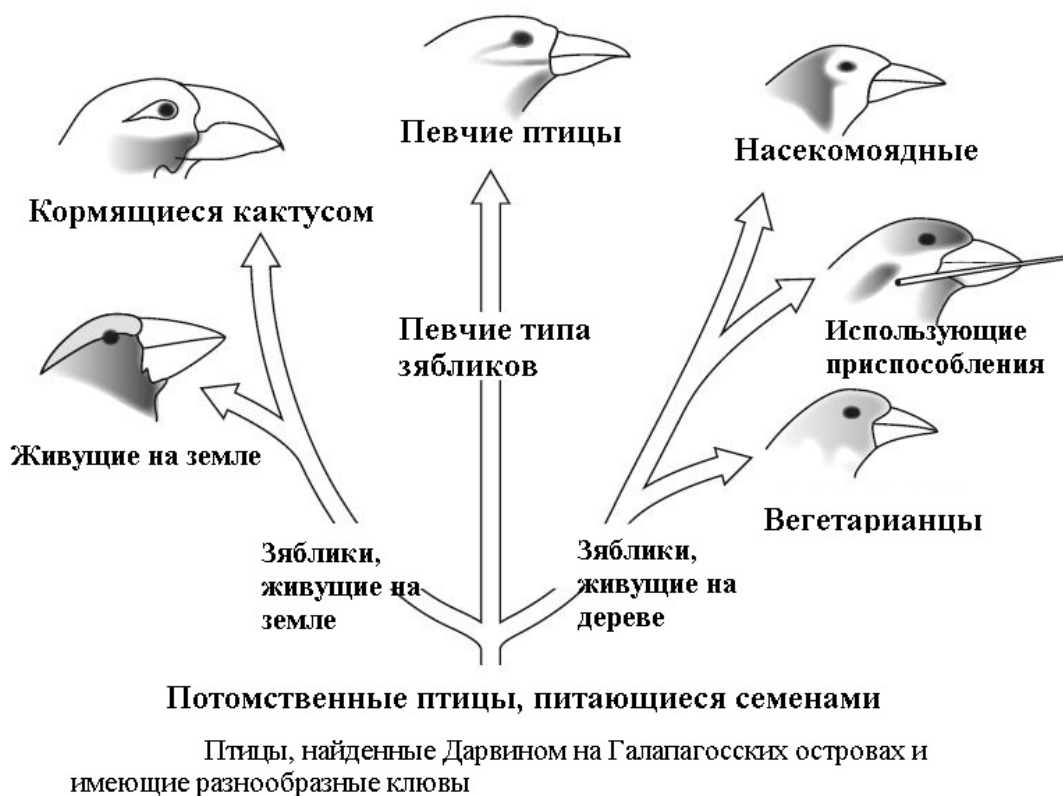 Певчие птицы
Насекомоядные
Кормящиеся кактусом
Певчие типа
зябликов
Использующие
приспособления
Живущие на земле
Вегетарианцы
Зяблики,
живущие на
земле
Зяблики,
живущие на
дереве
Потомственные птицы, питающиеся семенами
Птицы, найденные Дарвином на Галапагосских островах и
имеющие разнообразные клювы